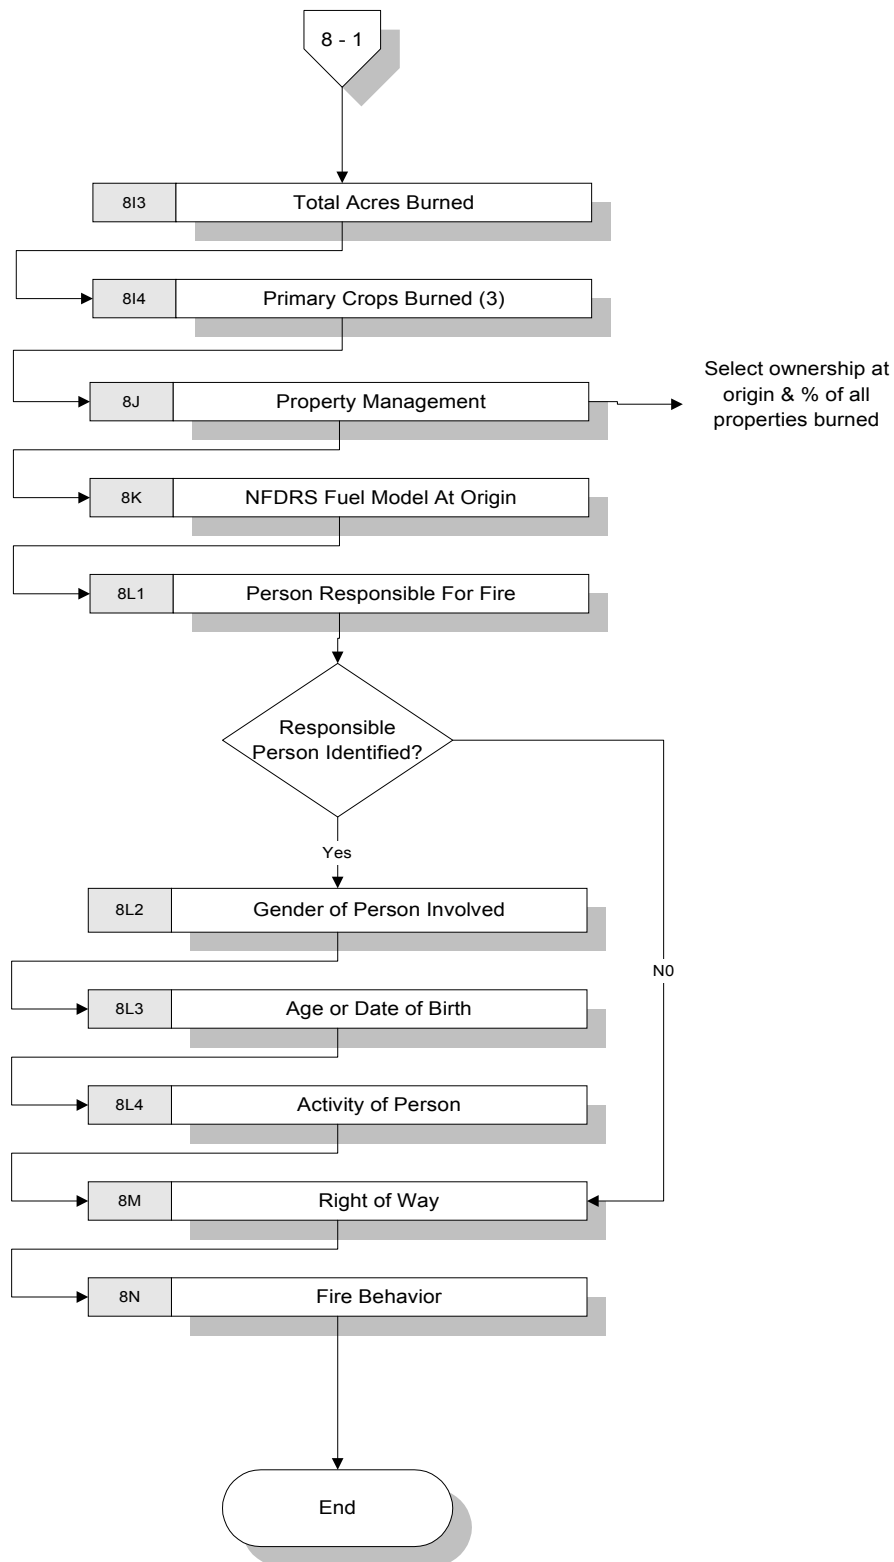 8 - 1
8I3 Total Acres Burned
8I4 Primary Crops Burned (3)
8J Property Management
Select ownership at
origin & % of all
properties burned
8K NFDRS Fuel Model At Origin
8L1 Person Responsible For Fire
Responsible
Person Identified?
Yes
8L2 Gender of Person Involved
N0
8L3 Age or Date of Birth
8L4 Activity of Person
8M Right of Way
8N Fire Behavior
End